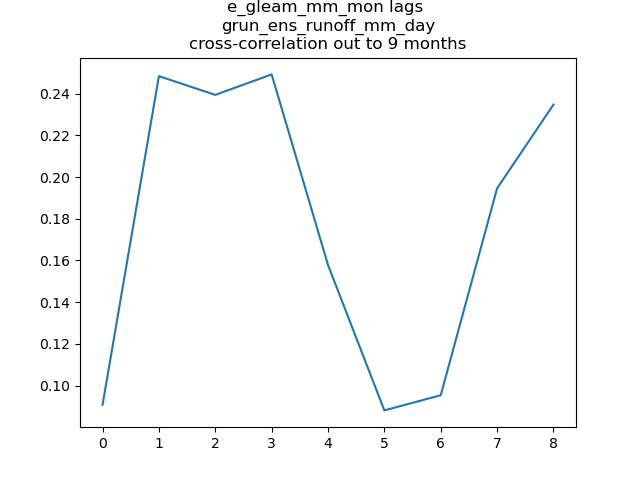 e_gleam_mm_mon lags
grun_ens_runoff_mm_day
cross-correlation out to 9 months
0.24
0.22
0.20
0.18
0.16
0.14
0.12
0.10
0 1 2 3 4 5 6 7 8